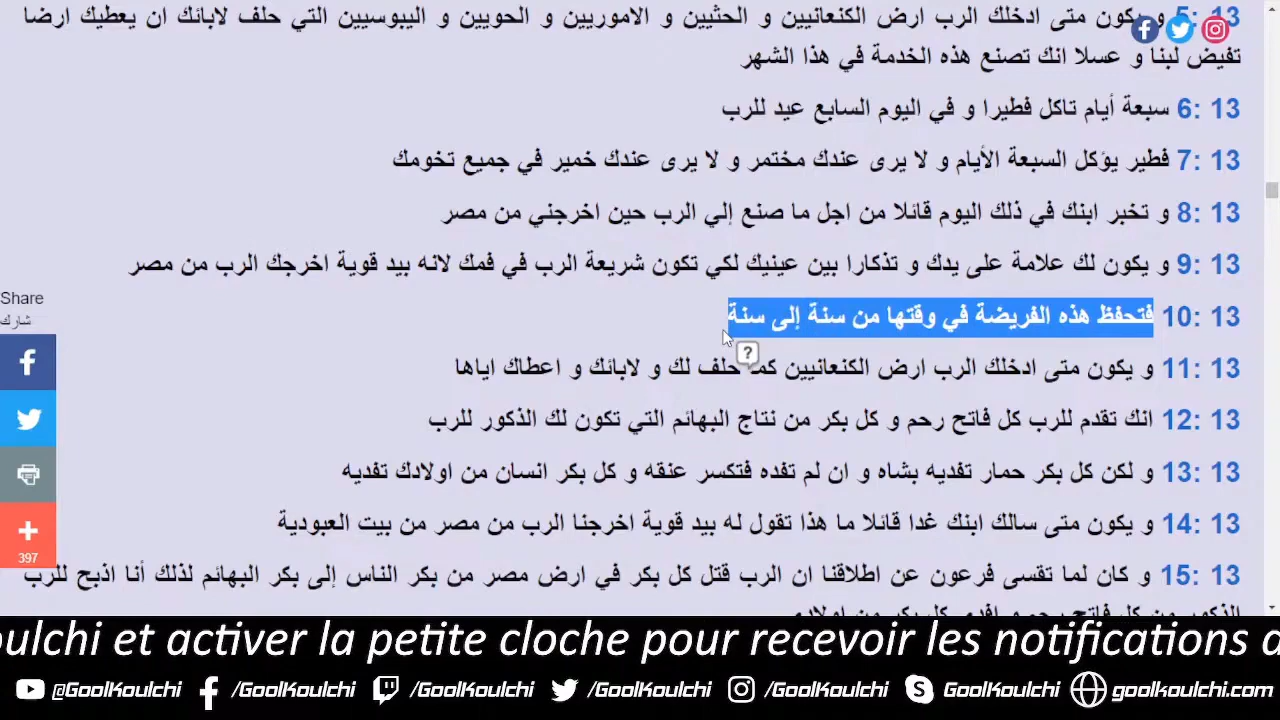 5: 13 و يكون متى ادخلك الرب ارض الكنعانيين و الحثيين و الاموريين و الحويين و اليبوسيين التي حلف لابائك ان يعطيك ارضا
تفيض لبنا و عسلا انك تصنع هذه الخدمة في هذا الشهر
6: 13 سبعة أيام تاكل فطيرا و في اليوم السابع عيد للرب
7: 13 فطير يؤكل السبعة الأيام و لا يرى عندك مختمر و لا يرى عندك خمير في جميع تخومك
8: 13 و تخبر ابنك في ذلك اليوم قائلا من اجل ما صنع إلي الرب حين اخرجني من مصر
9: 13 و يكون لك علامة على يدك و تذكارا بين عينيك لكي تكون شريعة الرب في فمك لانه بيد قوية اخرجك الرب من مصر
Share
شارك
10: 13 فتحفظ هذه الفريضة في وقتها من سنة إلى سنة
?
11: 13 و يكون متى ادخلك الرب ارض الكنعانيين كما حلف لك و لابائك و اعطاك اياها
12: 13 انك تقدم للرب كل فاتح رحم و كل بكر من نتاج البهائم التي تكون لك الذكور للرب
13: 13 و لكن كل بكر حمار تفديه بشاه و ان لم تفده فتكسر عنقه و كل بكر انسان من اولادك تفديه
14: 13 و يكون متى سالك ابنك غدا قائلا ما هذا تقول له بيد قوية اخرجنا الرب من مصر من بيت العبودية
397
15: 13 و كان لما تقسى فرعون عن اطلاقنا ان الرب قتل كل بكر في ارض مصر من بكر الناس إلى بكر البهائم لذلك أنا اذبح للرب
الذكور من كل فاتح رحم و افدي كل بكر من اولادي
oulchi et activer la petite cloche pour recevoir les notifications d
@GoolKoulchi /GoolKoulchi /GoolKoulchi /GoolKoulchi /GoolKoulchi GoolKoulchi goolkoulchi.com